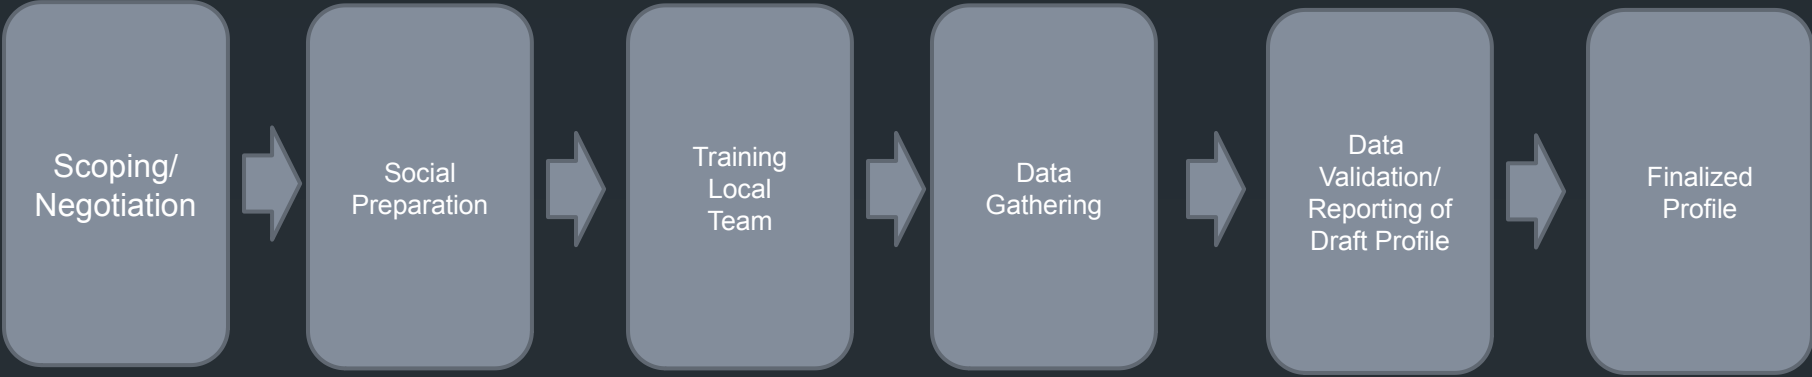 Scoping/
Negotiation
Social
Preparation
Training
Local
Team
Data
Gathering
Data
Validation/
Reporting of
Draft Profile
Finalized
Profile